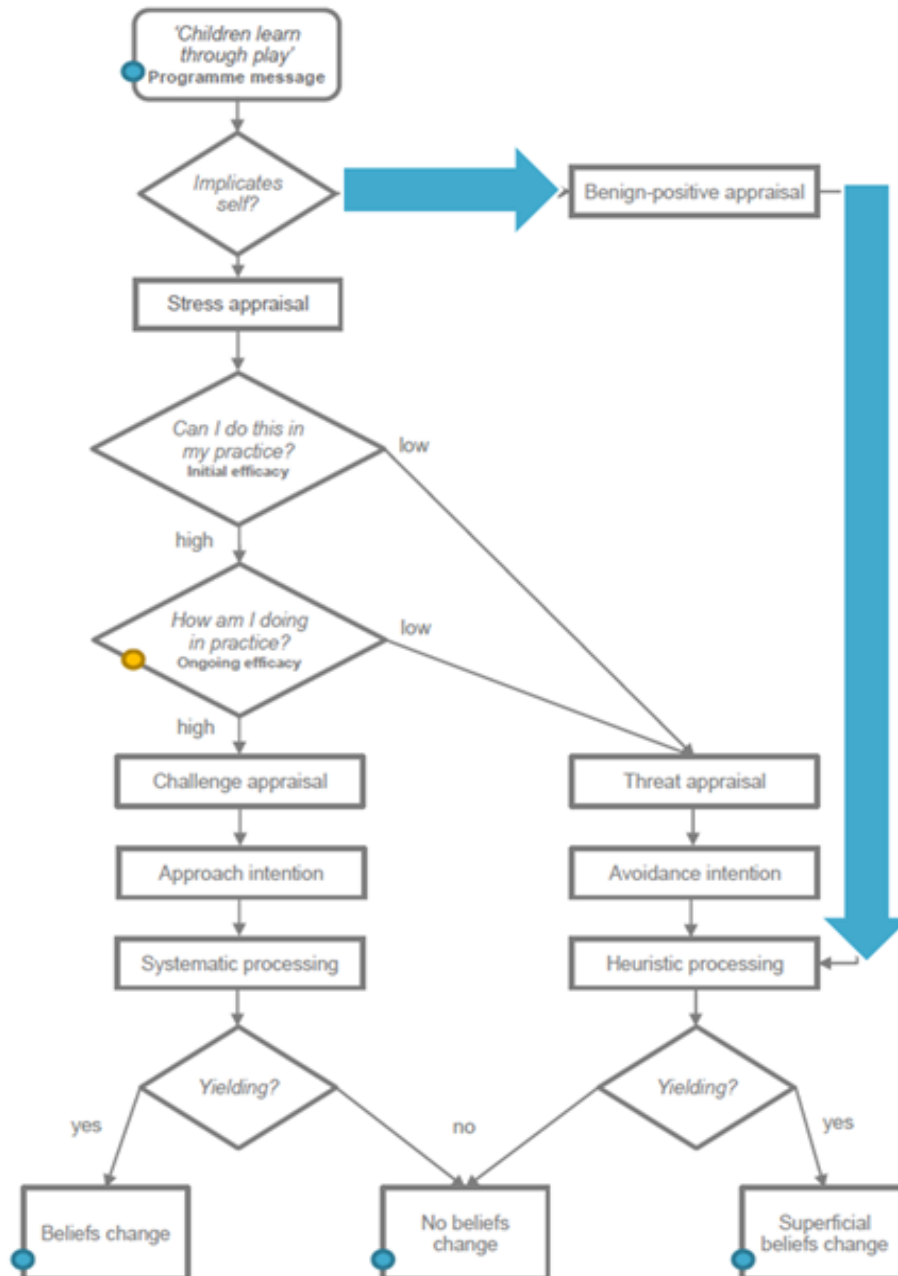 'Children learn
through play'
Programme message
Implicates
self?
Benign-positive appraisal
Stress appraisal
Can I do this in
my practice?
Initial efficacy
low
high
How am I doing
in practice?
Ongoing efficacy
low
high
Challenge appraisal
Threat appraisal
Approach intention
Avoidance intention
Systematic processing
Heuristic processing
Yielding?
Yielding?
yes
no
yes
Beliefs change
No beliefs
change
Superficial
beliefs change